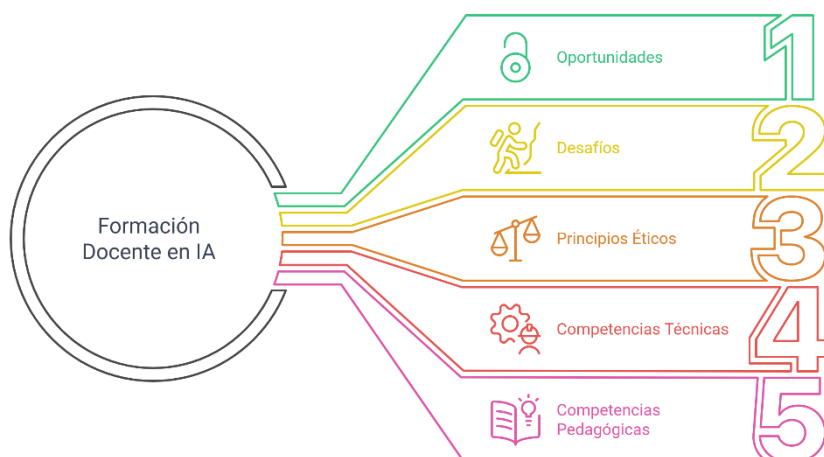 Formación
Docente en IA
Oportunidades
1
Desafíos
2
Principios Éticos
3
Competencias Técnicas
4
Competencias
Pedagógicas
5